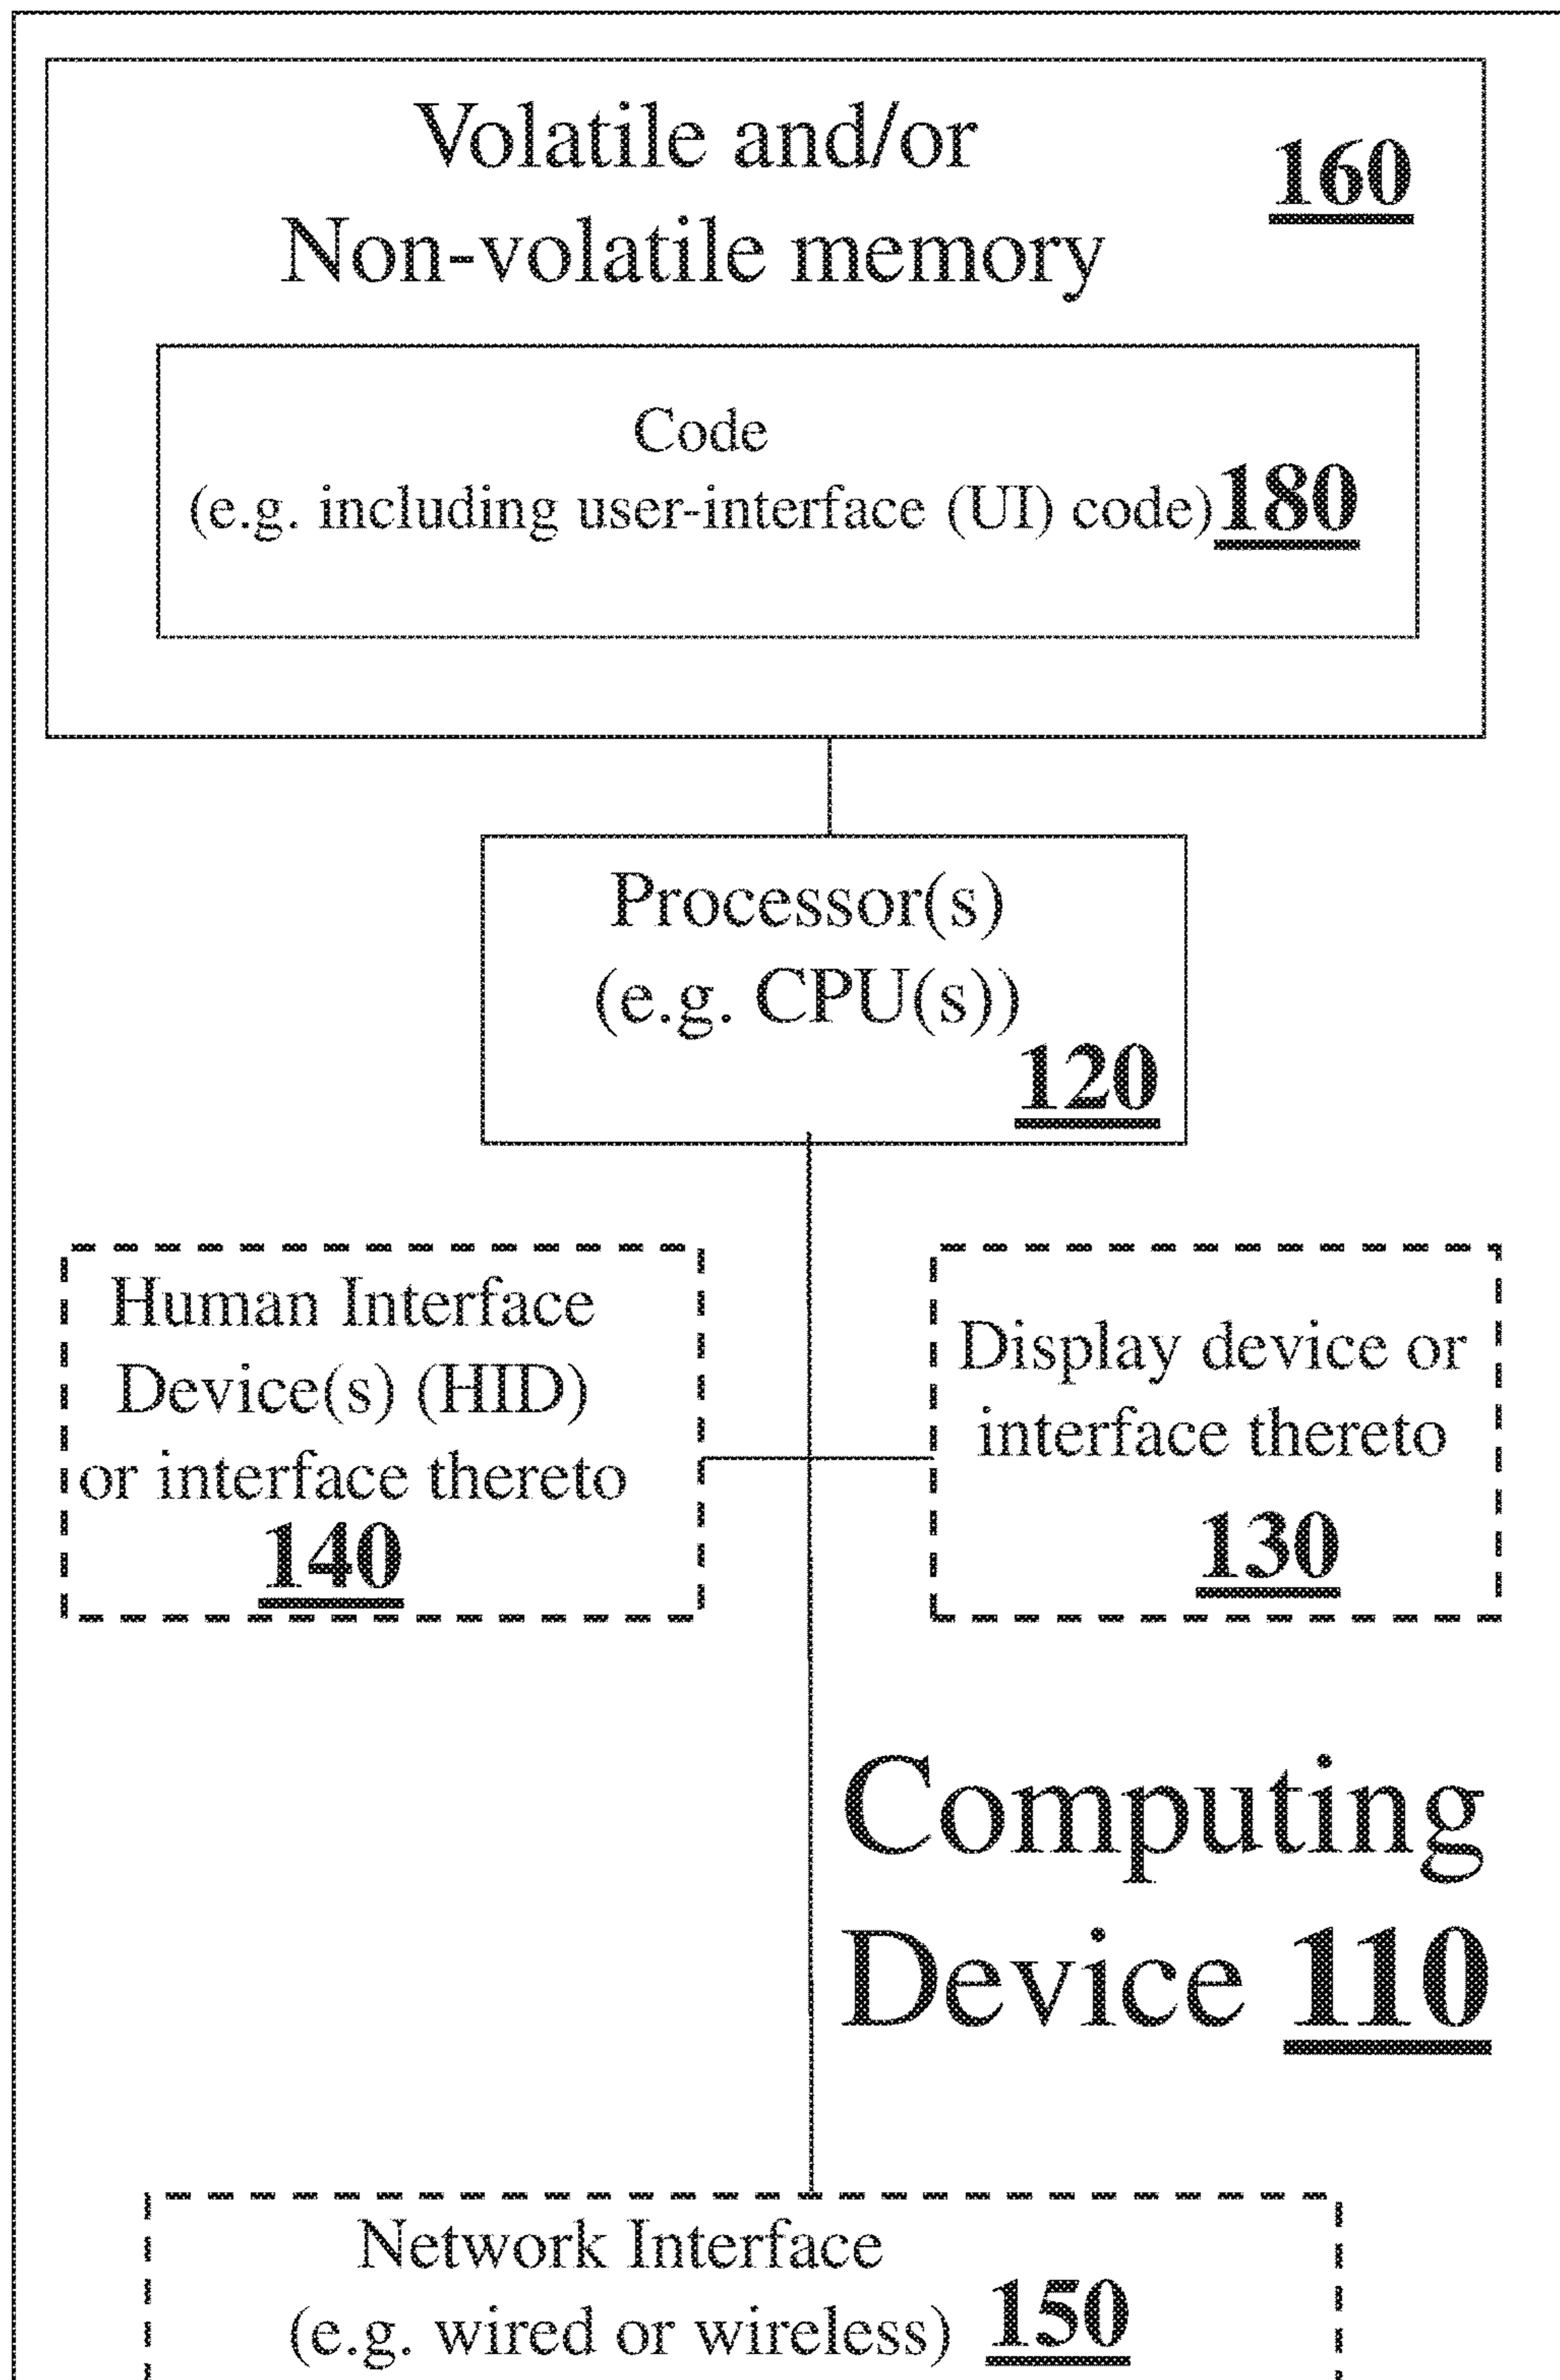 Volatile and/or
Non-volatile memory
160
Code
(e.g. including user-interface (UI) code)180
Processor(s)
(e.g. CPU(s))
120
Human Interface
Device(s) (HID)
or interface thereto
140
Display device or
interface thereto
130
Computing
Device 110
Network Interface
(e.g. wired or wireless) 150